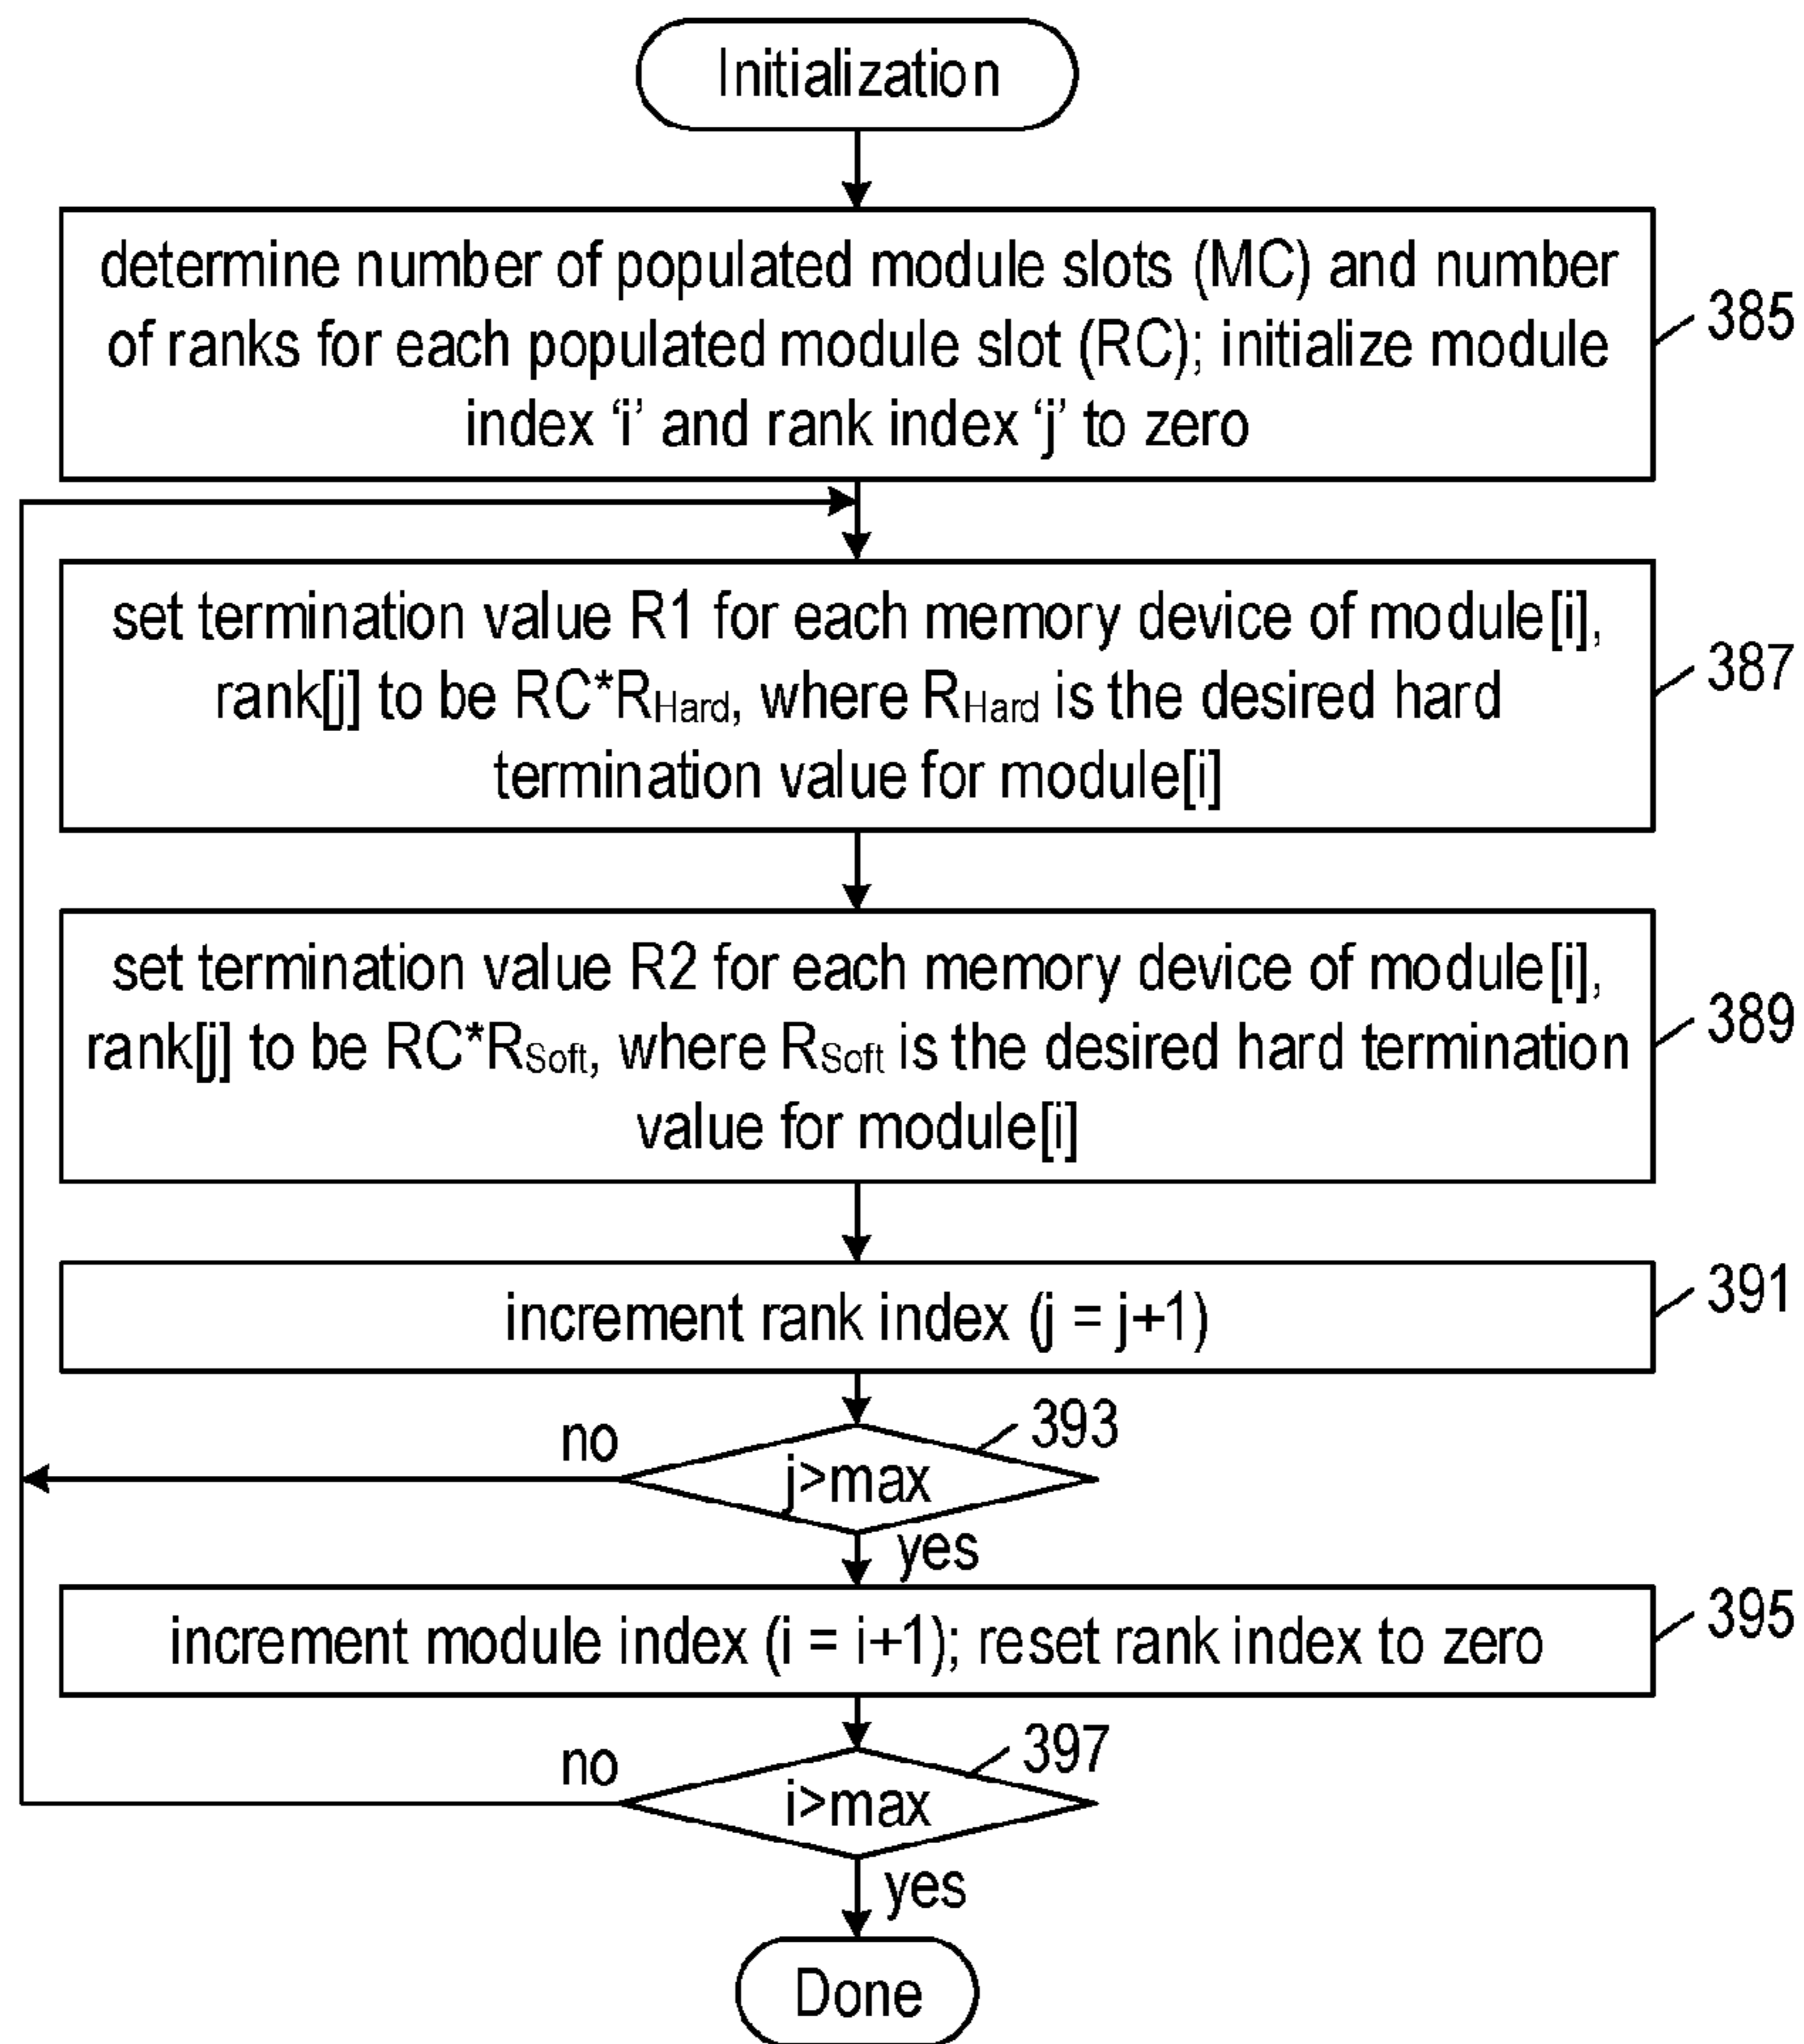 Initialization
determine number of populated module slots (MC) and number
of ranks for each populated module slot (RC); initialize module
index ‘i’ and rank index ‘j’ to zero
385
set termination value R1 for each memory device of module[i],
rank[j] to be RC*RHard, where RHard is the desired hard
termination value for module[i]
387
set termination value R2 for each memory device of module[i],
rank[j] to be RC*RSoft, where RSoft is the desired hard termination
value for module[i]
389
increment rank index (j = j+1)
391
393
no
j>max
yes
increment module index (i = i+1); reset rank index to zero
395
397
no
i>max
yes
Done